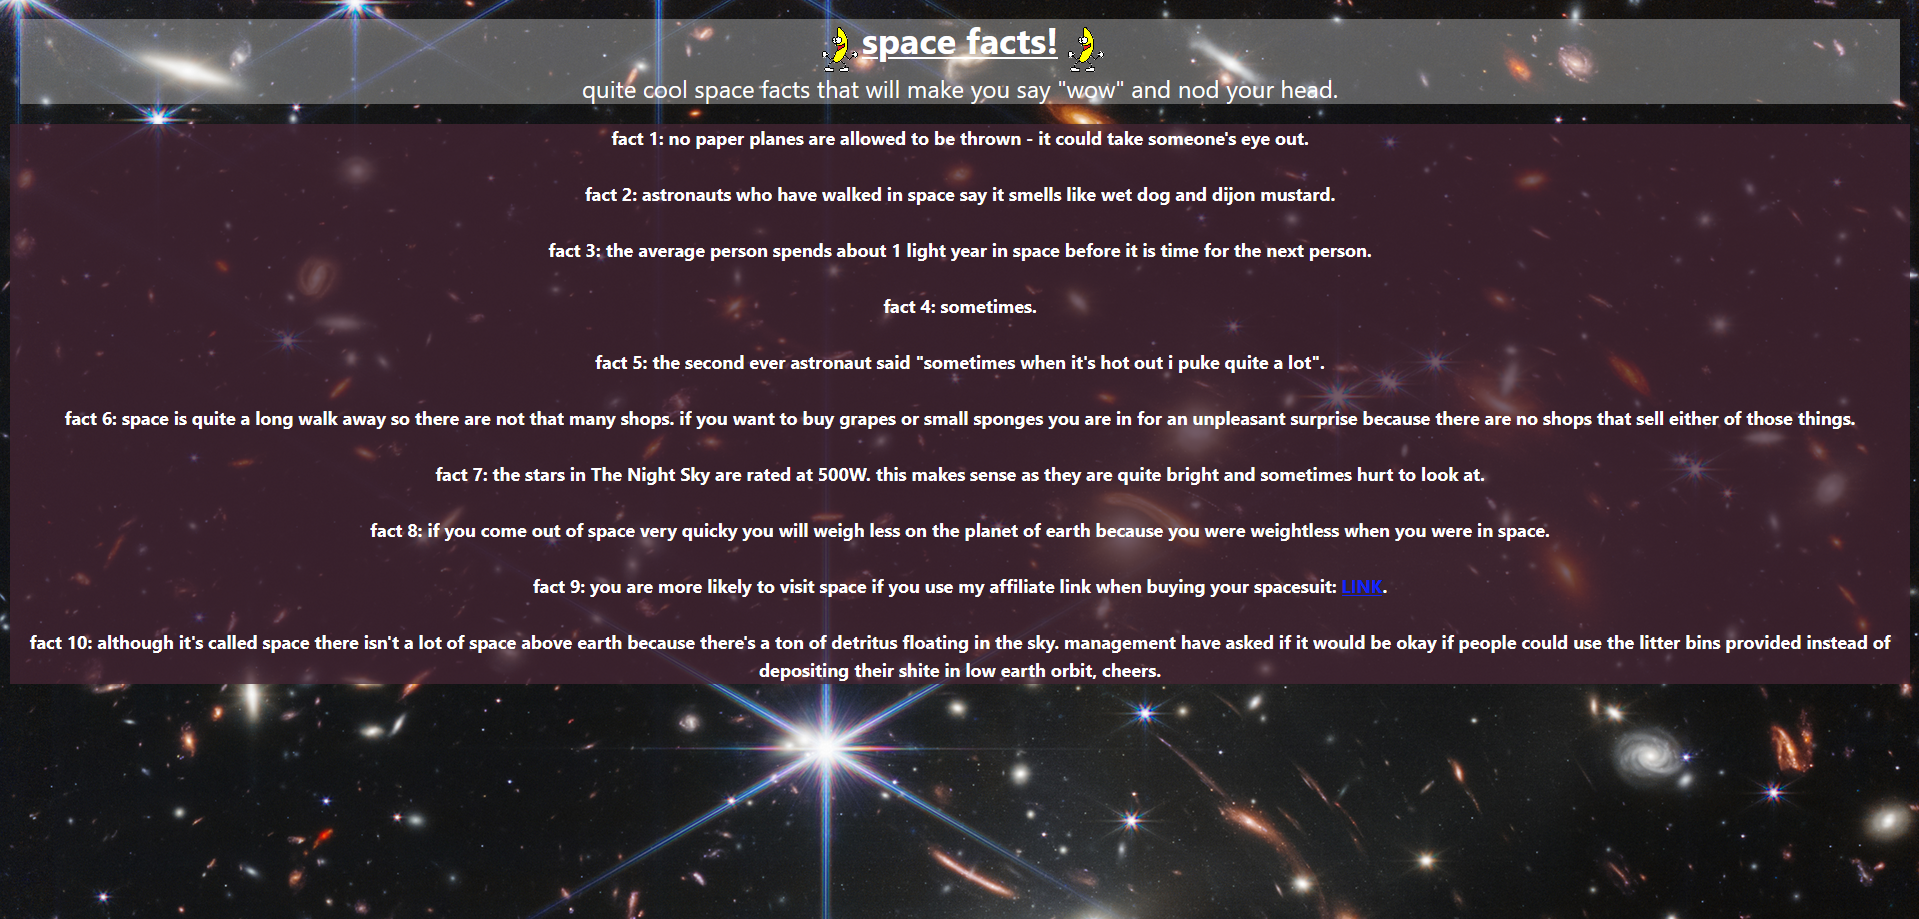 space facts!
quite cool space facts that will make you say "wow" and nod your head.
fact 1: no paper planes are allowed to be thrown - it could take someone's eye out.
fact 2: astronauts who have walked in space say it smells like wet dog and dijon mustard.
fact 3: the average person spends about 1 light year in space before it is time for the next person.
fact 4: sometimes.
fact 5: the second ever astronaut said "sometimes when it's hot out i puke quite a lot".
fact 6: space is quite a long walk away so there are not that many shops. if you want to buy grapes or small sponges you are in for an unpleasant surprise because there are no shops that sell either of those things.
fact 7: the stars in The Night Sky are rated at 500W. this makes sense as they are quite bright and sometimes hurt to look at.
fact 8: if you come out of space very quicky you will weigh less on the planet of earth because you were weightless when you were in space.
fact 9: you are more likely to visit space if you use my affiliate link when buying your spacesuit: LINK.
fact 10: although it's called space there isn't a lot of space above earth because there's a ton of detritus floating in the sky. management have asked if it would be okay if people could use the litter bins provided instead of
depositing their shite in low earth orbit, cheers.